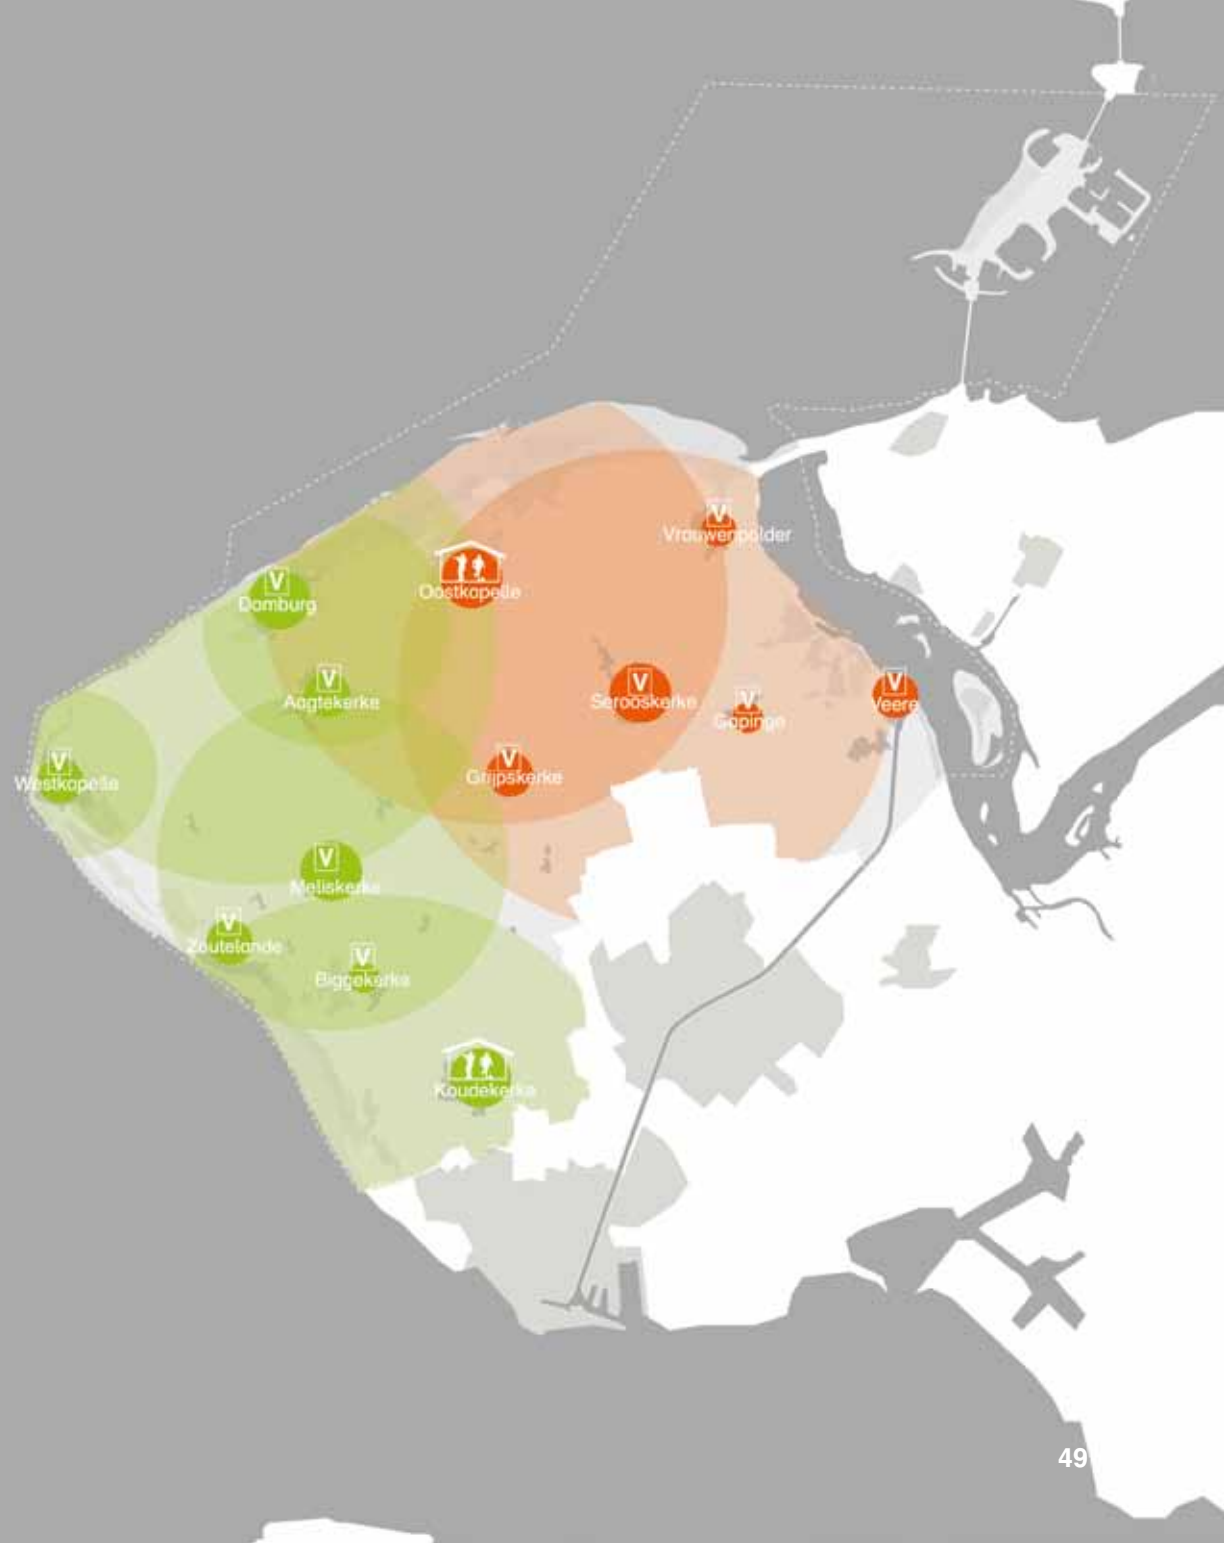 V
Vrouwenpolder
Oostkapelle
V
Domburg
V
Aagtekerke
V
Serooskerke
V
Gapinge
V
Veere
V
Westkapelle
V
Grijpskerke
V
Meliskerke
V
Zoutelande
V
Biggekerke
Koudekerke
49